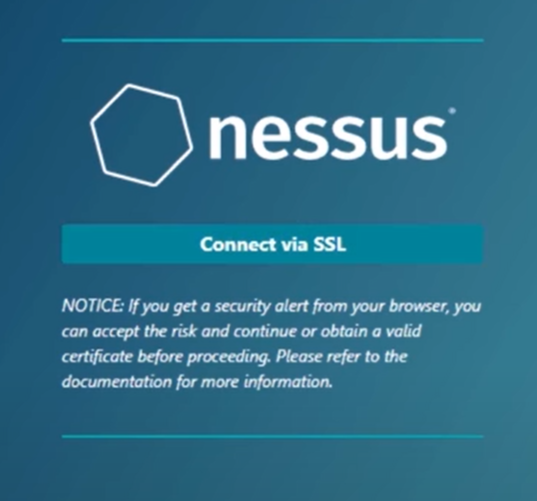 nessus®
Connect via SSL
NOTICE: If you get a security alert from your browser, you
can accept the risk and continue or obtain a valid
certificate before proceeding. Please refer to the
documentation for more information.